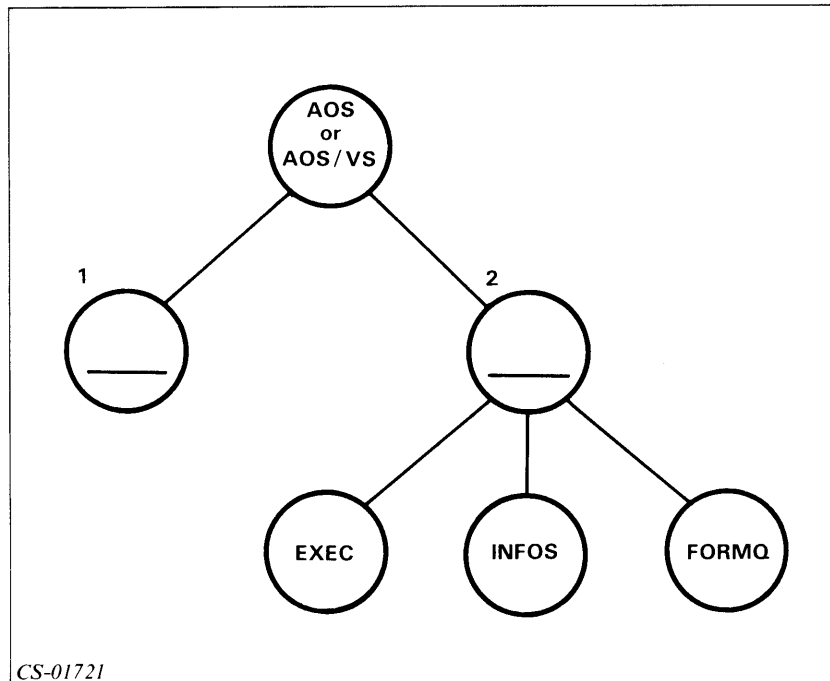 AOS
or
AOS/VS
1
2
EXEC
INFOS
FORMQ
CS-01721